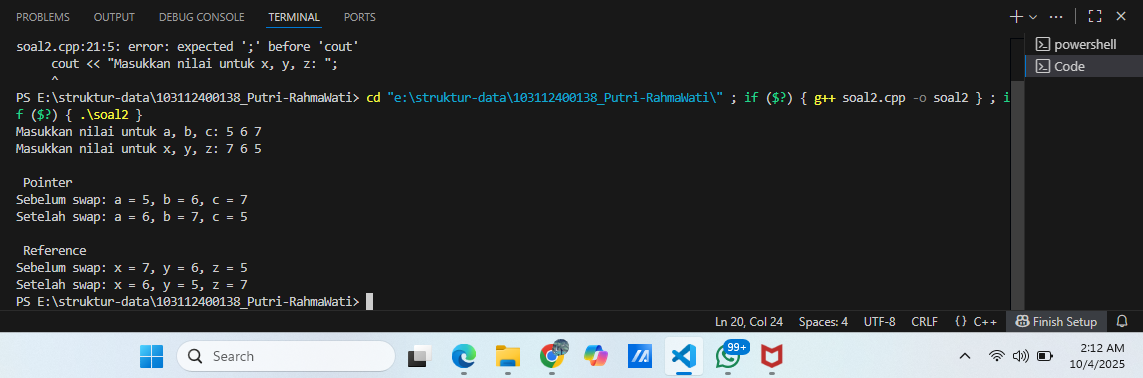 PROBLEMS OUTPUT DEBUG CONSOLE TERMINAL PORTS
soal2.cpp:21:5: error: expected ';' before 'cout'
cout << "Masukkan nilai untuk x, y, z: ";
^
PS E:\struktur-data\103112400138_Putri-RahmaWati> cd "e:\struktur-data\103112400138_Putri-RahmaWati\" ; if ($?) { g++ soal2.cpp -o soal2 } ; i
f ($?) { .\soal2 }
Masukkan nilai untuk a, b, c: 5 6 7
Masukkan nilai untuk x, y, z: 7 6 5
Pointer
Sebelum swap: a = 5, b = 6, c = 7
Setelah swap: a = 6, b = 7, c = 5
Reference
Sebelum swap: x = 7, y = 6, z = 5
Setelah swap: x = 6, y = 5, z = 7
PS E:\struktur-data\103112400138_Putri-RahmaWati>
powershell
Code
Ln 20, Col 24 Spaces: 4 UTF-8 CRLF {} C++ Finish Setup
Search
99+
2:12 AM
10/4/2025